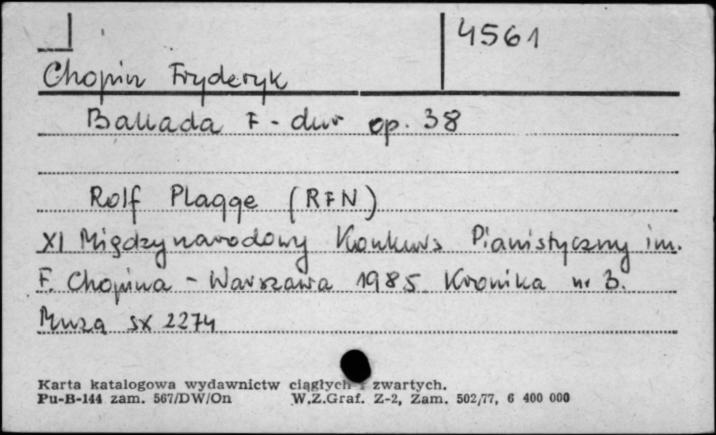 4561
Chopin Fryderyk
Ballada F-dur op. 38
Rolf Plagge (RFN)
XI Międzynarodowy Konkurs Pianistyczny im.
F. Chopina - Warszawa 1985 Kronika nr 3.
Muza SX 2274
Karta katalogowa wydawnictw ciągłych i zwartych.
Pu-B-144 zam. 567/DW/On W.Z.Graf. Z-2, Zam. 502/77, 6 400 000